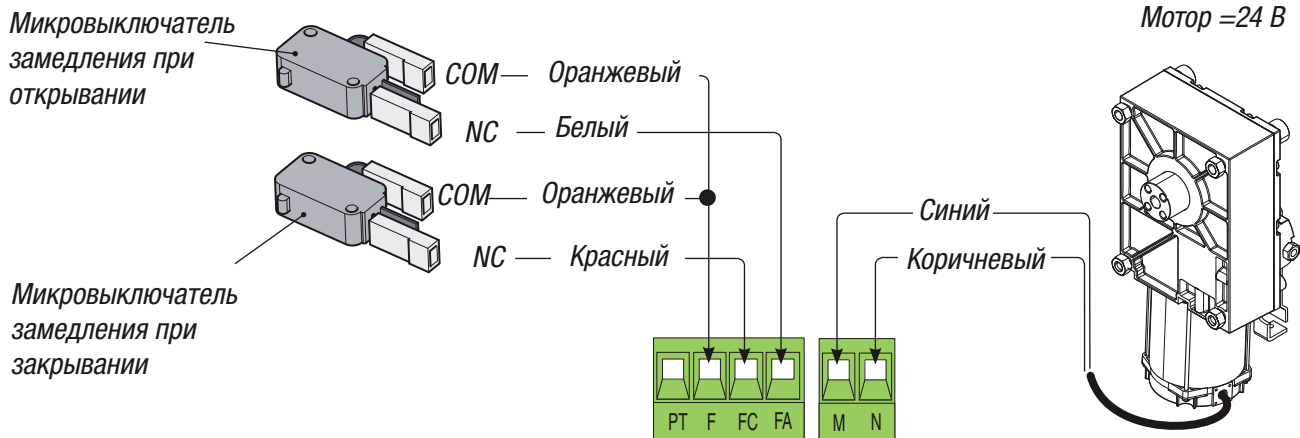 Микровыключатель
замедления при
открывании
Мотор =24 В
COM
Оранжевый
NC
Белый
COM
Оранжевый
NC
Красный
Микровыключатель
замедления при
закрывании
Синий
Коричневый
PT F FC FA
M N